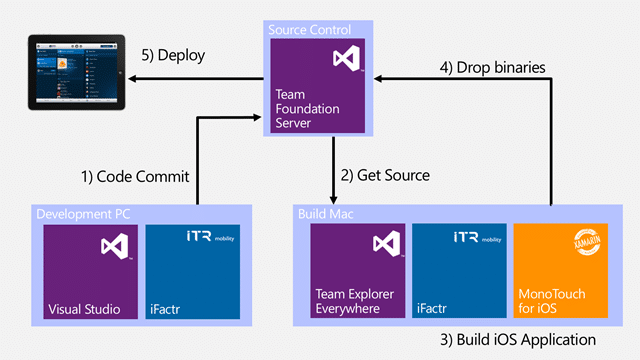 Source Control
5) Deploy
4) Drop binaries
Team
Foundation
Server
1) Code Commit
2) Get Source
Development PC
Build Mac
iTR mobility
iTR mobility
XAMARIN
Visual Studio
iFactr
Team Explorer
Everywhere
iFactr
MonoTouch
for iOS
3) Build iOS Application